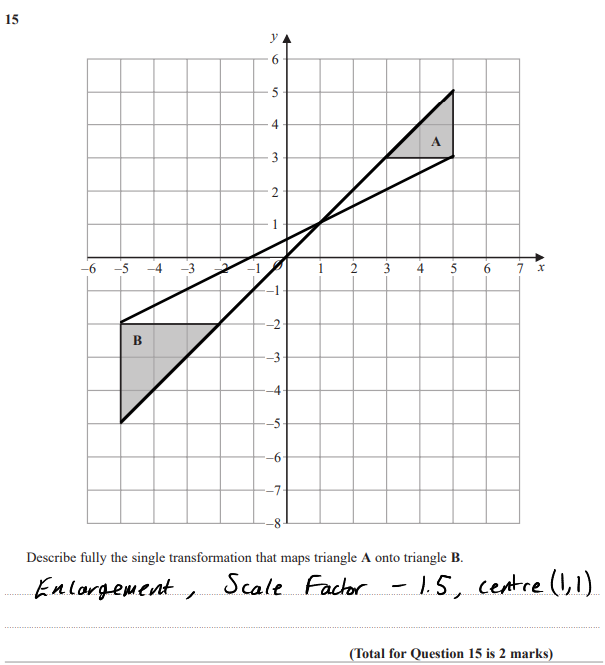 15
y
6
5
4
A
3
2
1
-6 -5 -4 -3 -2 -1 O 1 2 3 4 5 6 7 x
-1
-2
B
-3
-4
-5
-6
-7
-8
Describe fully the single transformation that maps triangle A onto triangle B.
Enlargement, Scale Factor - 1.5, centre (1,1)
(Total for Question 15 is 2 marks)